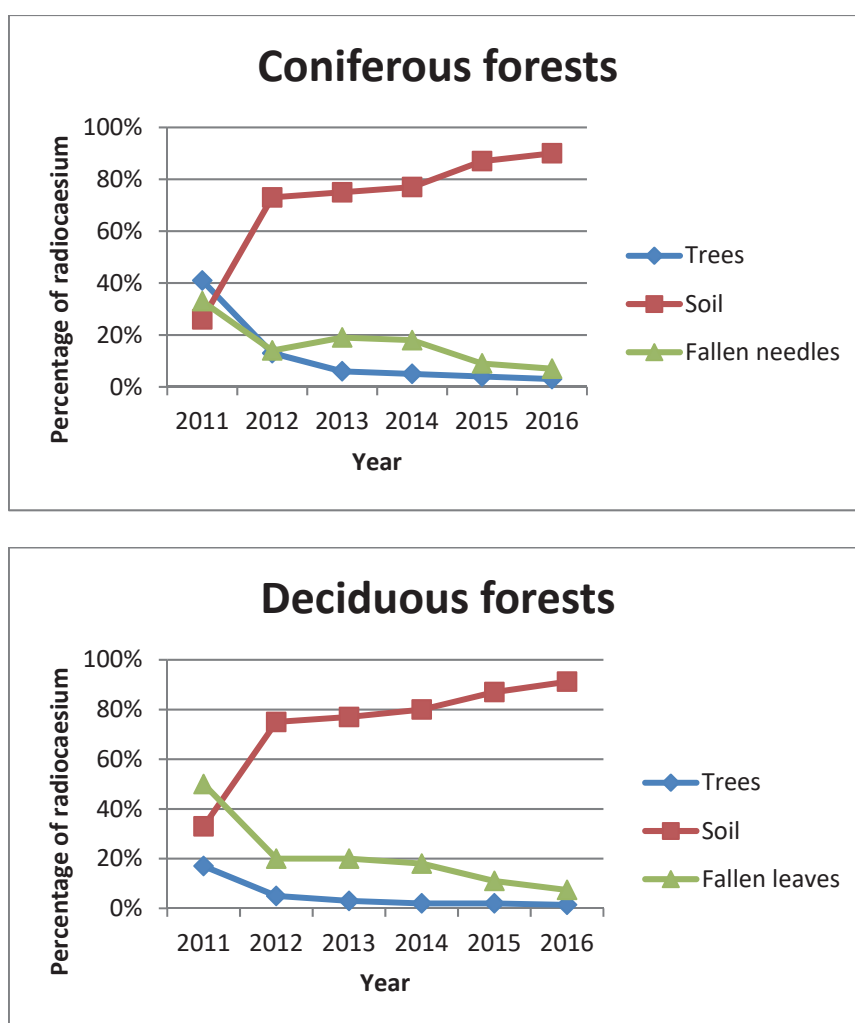 Coniferous forests
Percentage of radiocaesium
100%
80%
60%
40%
20%
0%
2011 2012 2013 2014 2015 2016
Year
Trees
Soil
Fallen needles
Deciduous forests
Percentage of radiocaesium
100%
80%
60%
40%
20%
0%
2011 2012 2013 2014 2015 2016
Year
Trees
Soil
Fallen leaves